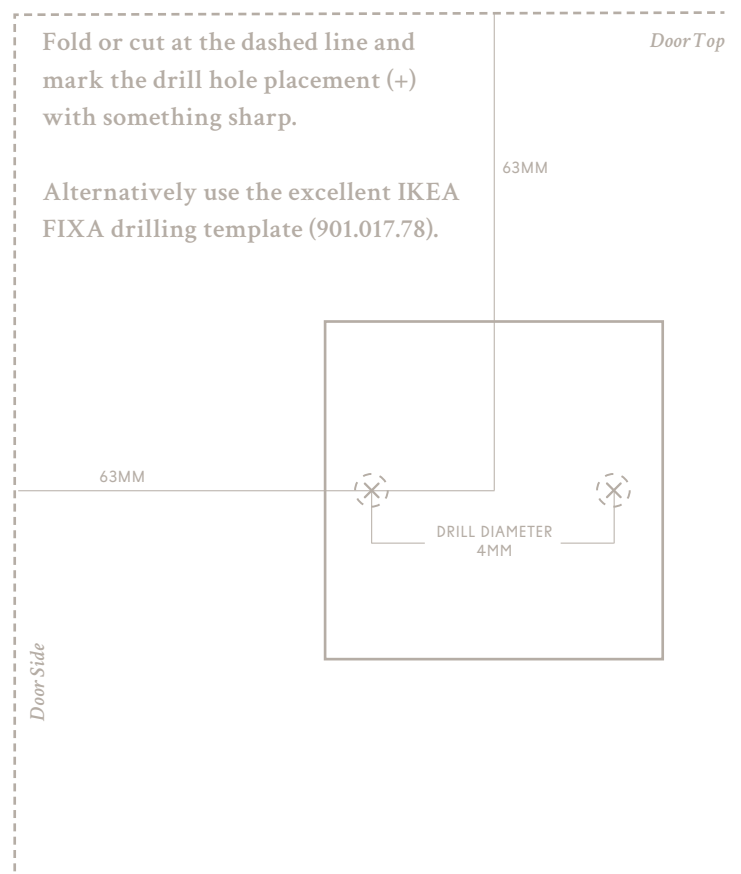 Fold or cut at the dashed line and
mark the drill hole placement (+)
with something sharp.
Alternatively use the excellent IKEA
FIXA drilling template (901.017.78).
Door Top
63MM
63MM
DRILL DIAMETER
4MM
Door Side